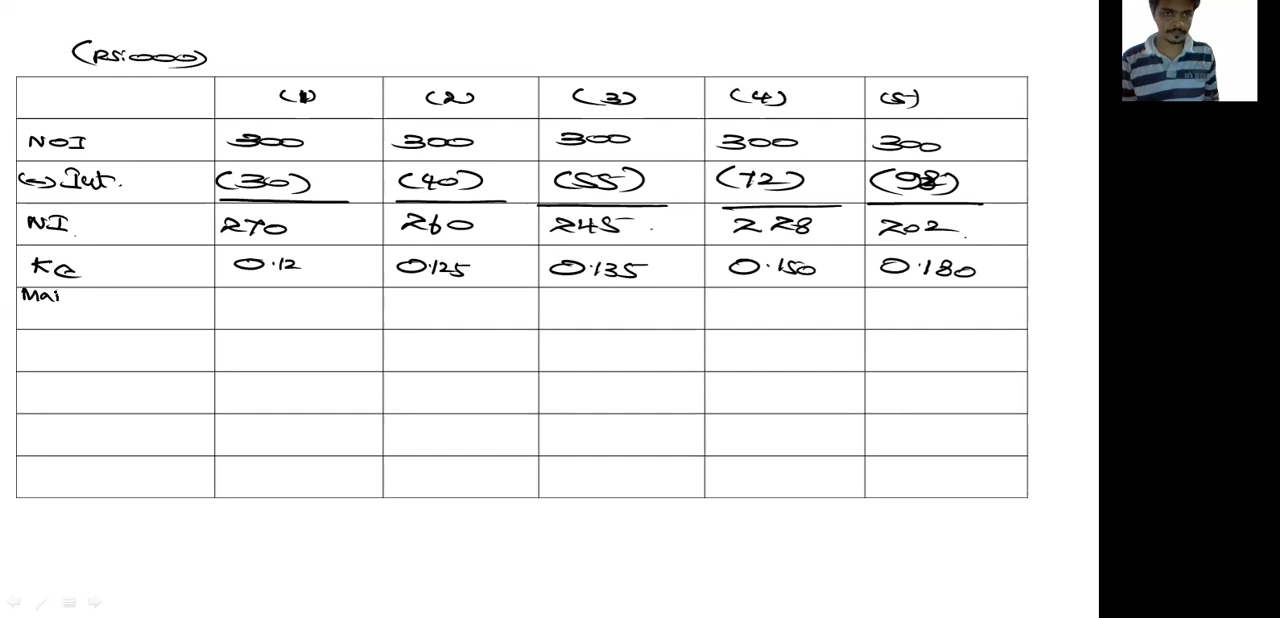 (Rs.000)
(1) (2) (3) (4) (5)
NOI 300 300 300 300 300
(-) Int. (30) (40) (55) (72) (98)
NI 270 260 245 228 202
Ke 0.12 0.125 0.135 0.150 0.180
Mai